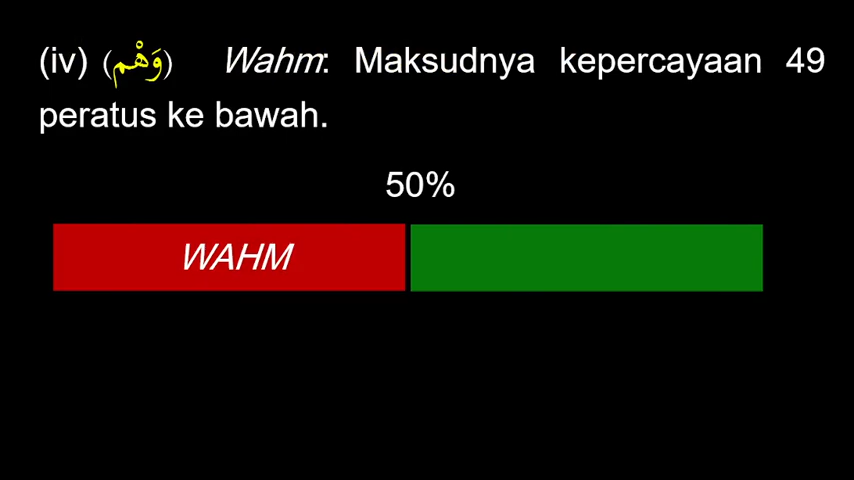 (iv) (وَهْم) Wahm: Maksudnya kepercayaan 49
peratus ke bawah.
50%
WAHM